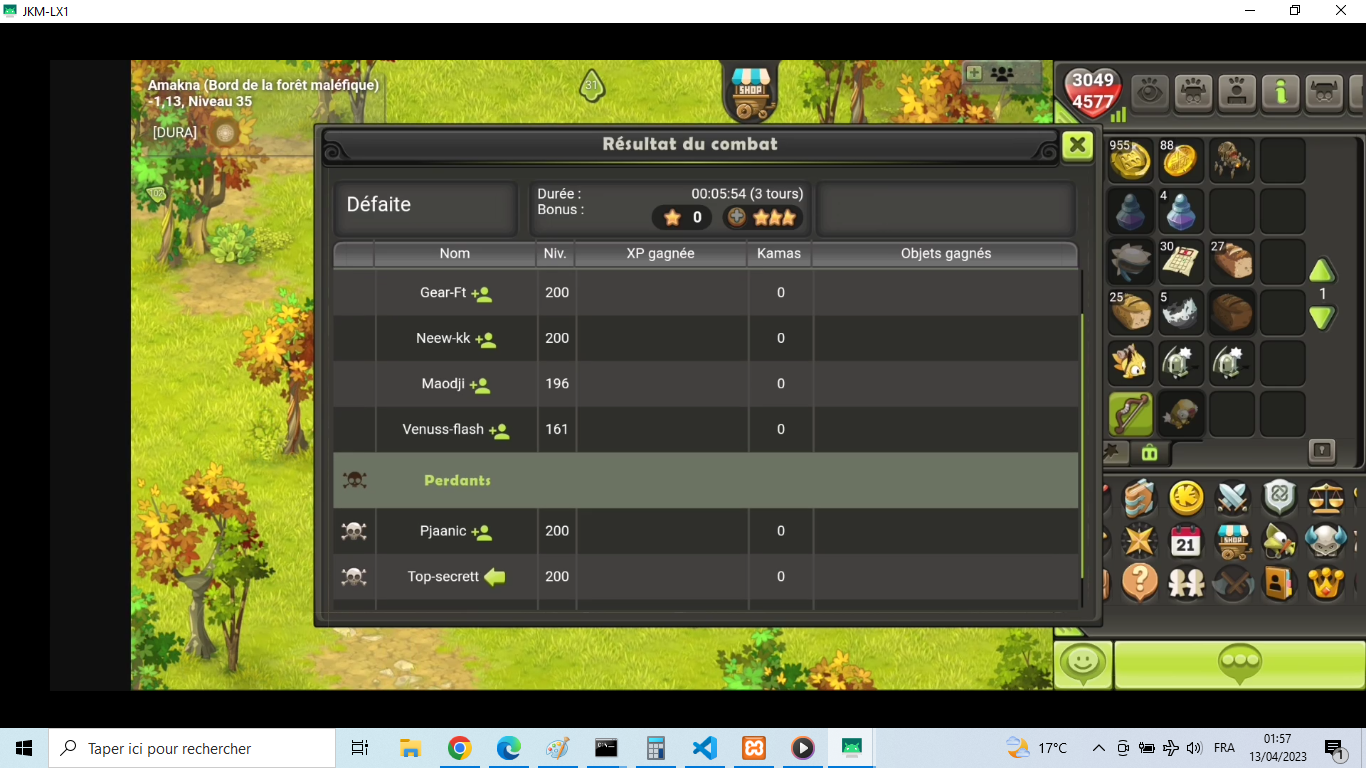 JKM-LX1
Amakna (Bord de la forêt maléfique)
-1,13, Niveau 35
[DURA]
31
SHOP
3049
4577
Résultat du combat
Défaite
Durée : 00:05:54 (3 tours)
Bonus : 0
Nom Niv. XP gagnée Kamas Objets gagnés
Gear-Ft 200 0
Neew-kk 200 0
Maodji 196 0
Venuss-flash 161 0
Perdants
Pjaanic 200 0
Top-secrett 200 0
955 88
4
30 27
25 5
1
21 SHOP
?
Taper ici pour rechercher
17°C
FRA
01:57
13/04/2023
1